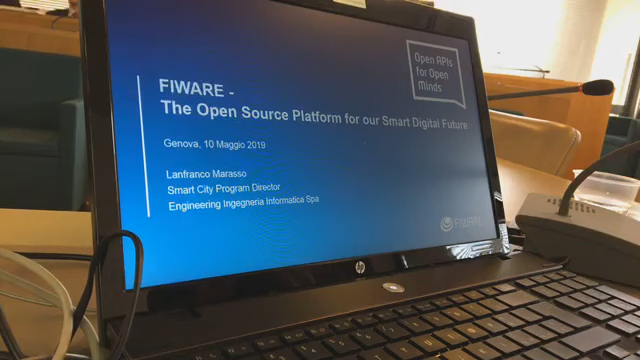 Open APIs
for Open
Minds
FIWARE -
The Open Source Platform for our Smart Digital Future
Genova, 10 Maggio 2019
Lanfranco Marasso
Smart City Program Director
Engineering Ingegneria Informatica Spa
FIWARE
hp